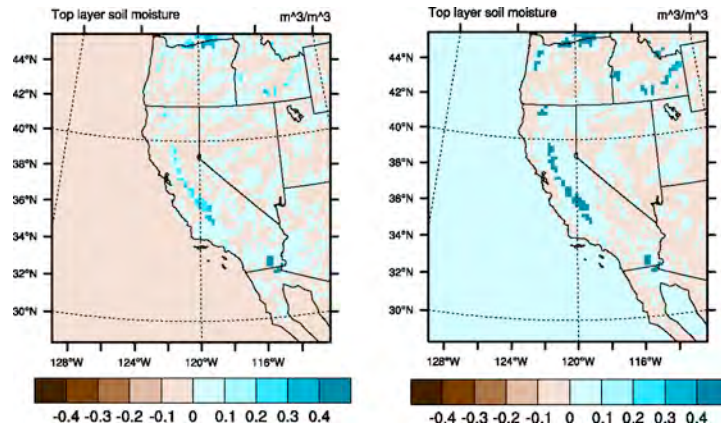 Top layer soil moisture m^3/m^3
44°N
42°N
40°N
38°N
36°N
34°N
32°N
30°N
128°W 124°W 120°W 116°W
-0.4 -0.3 -0.2 -0.1 0 0.1 0.2 0.3 0.4
Top layer soil moisture m^3/m^3
44°N
42°N
40°N
38°N
36°N
34°N
32°N
30°N
128°W 124°W 120°W 116°W
-0.4 -0.3 -0.2 -0.1 0 0.1 0.2 0.3 0.4